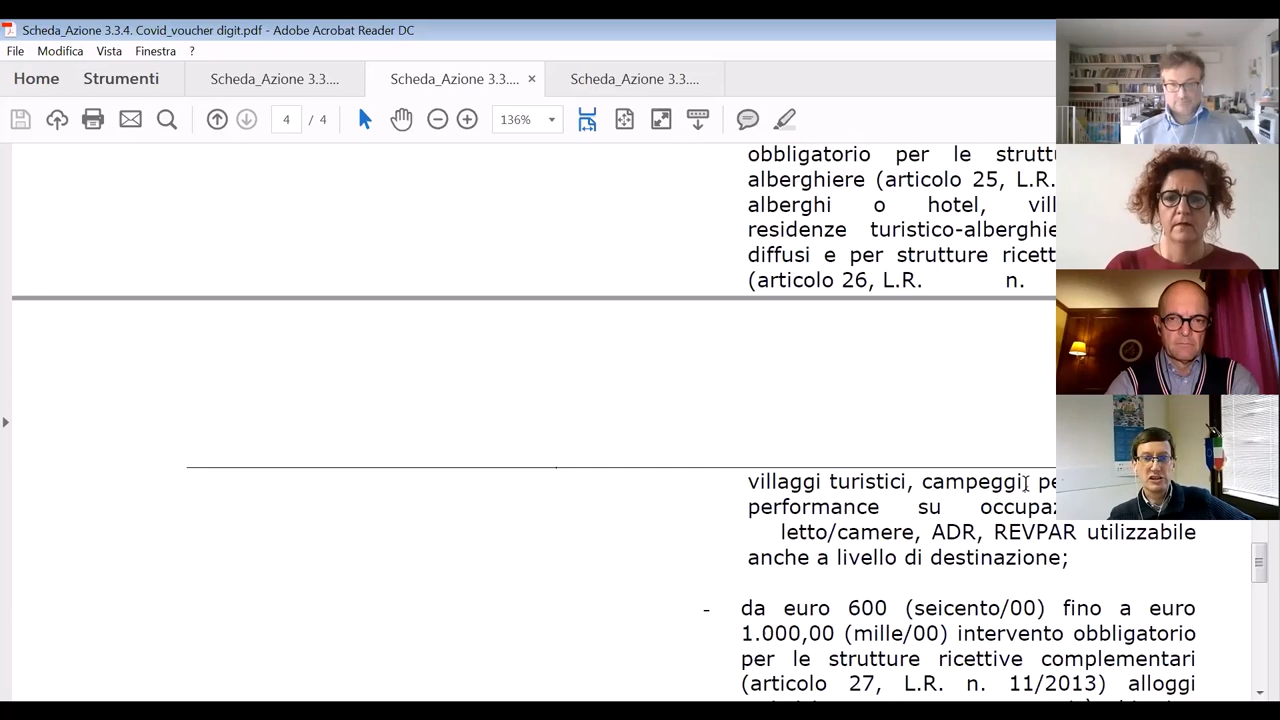 Scheda_Azione 3.3.4. Covid_voucher digit.pdf - Adobe Acrobat Reader DC
File Modifica Vista Finestra ?
Home Strumenti Scheda_Azione 3.3.... Scheda_Azione 3.3.... × Scheda_Azione 3.3....
4 / 4 136%
obbligatorio per le strutt
alberghiere (articolo 25, L.R.
alberghi o hotel, vill
residenze turistico-alberghie
diffusi e per strutture ricett
(articolo 26, L.R. n.
villaggi turistici, campeggi pe
performance su occupaz
letto/camere, ADR, REVPAR utilizzabile
anche a livello di destinazione;
- da euro 600 (seicento/00) fino a euro
1.000,00 (mille/00) intervento obbligatorio
per le strutture ricettive complementari
(articolo 27, L.R. n. 11/2013) alloggi